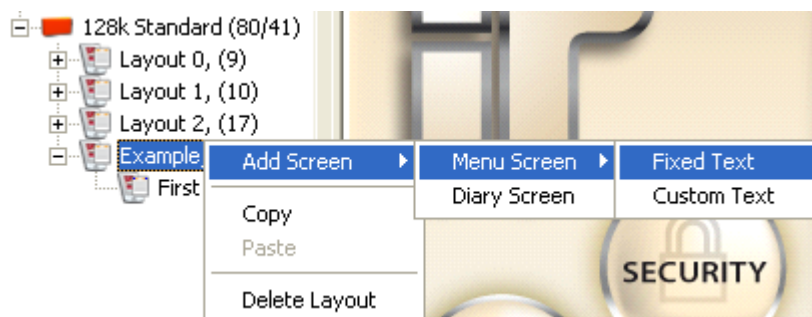 128k Standard (80/41)
Layout 0, (9)
Layout 1, (10)
Layout 2, (17)
Example
Add Screen
Menu Screen
Fixed Text
First
Diary Screen
Custom Text
Copy
Paste
Delete Layout
SECURITY